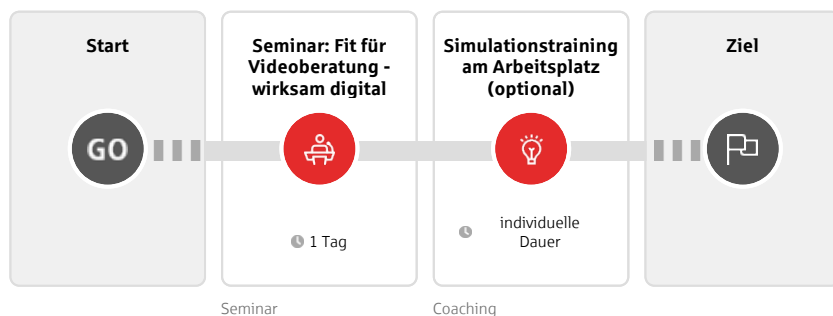 Start
Seminar: Fit für
Videoberatung -
wirksam digital
Simulationstraining
am Arbeitsplatz
(optional)
Ziel
GO
1 Tag
individuelle
Dauer
Seminar
Coaching